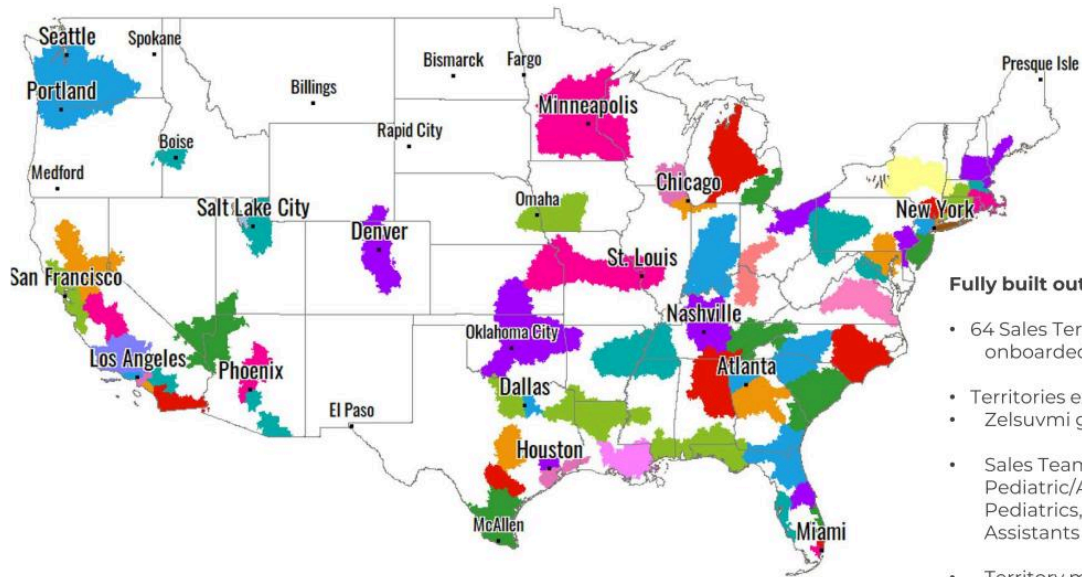 Seattle
Spokane
Portland
Boise
Medford
Billings
Bismarck
Fargo
Rapid City
Minneapolis
Presque Isle
Chicago
Omaha
Salt Lake City
Denver
St. Louis
New York
San Francisco
Nashville
Oklahoma City
Los Angeles
Phoenix
Atlanta
Dallas
El Paso
Houston
McAllen
Miami
Fully built out
• 64 Sales Ter
onboarded
• Territories e
• Zelsuvmi g
• Sales Team
Pediatric/A
Pediatrics,
Assistants